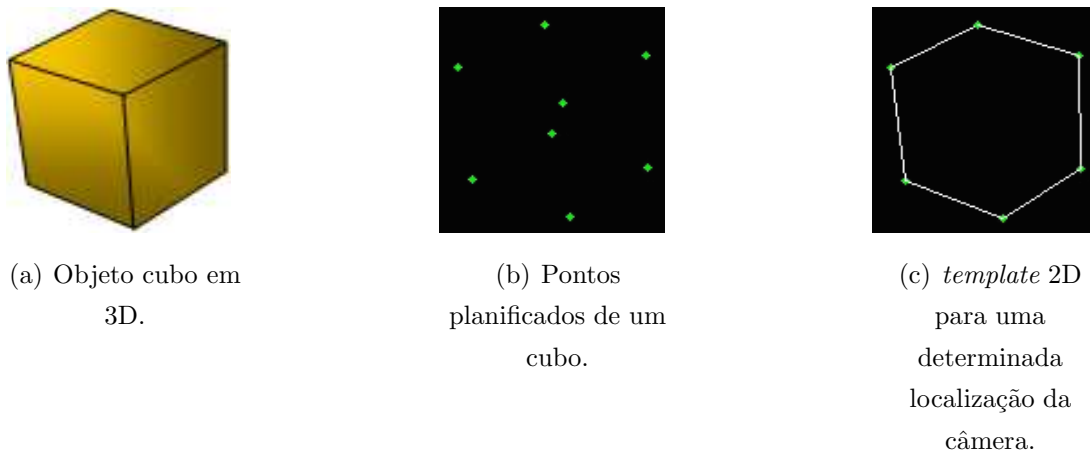 (a) Objeto cubo em
3D.
(b) Pontos
planificados de um
cubo.
(c) template 2D
para uma
determinada
localização da
câmera.